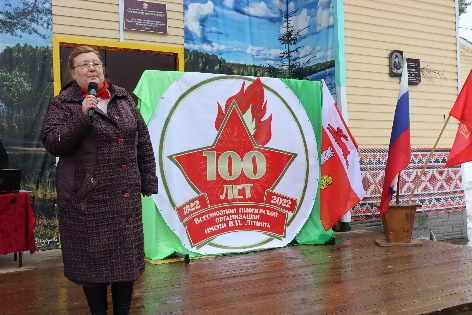 100
ЛЕТ
1922
2022
Всесоюзной пионерской
организации
имени В.И. Ленина